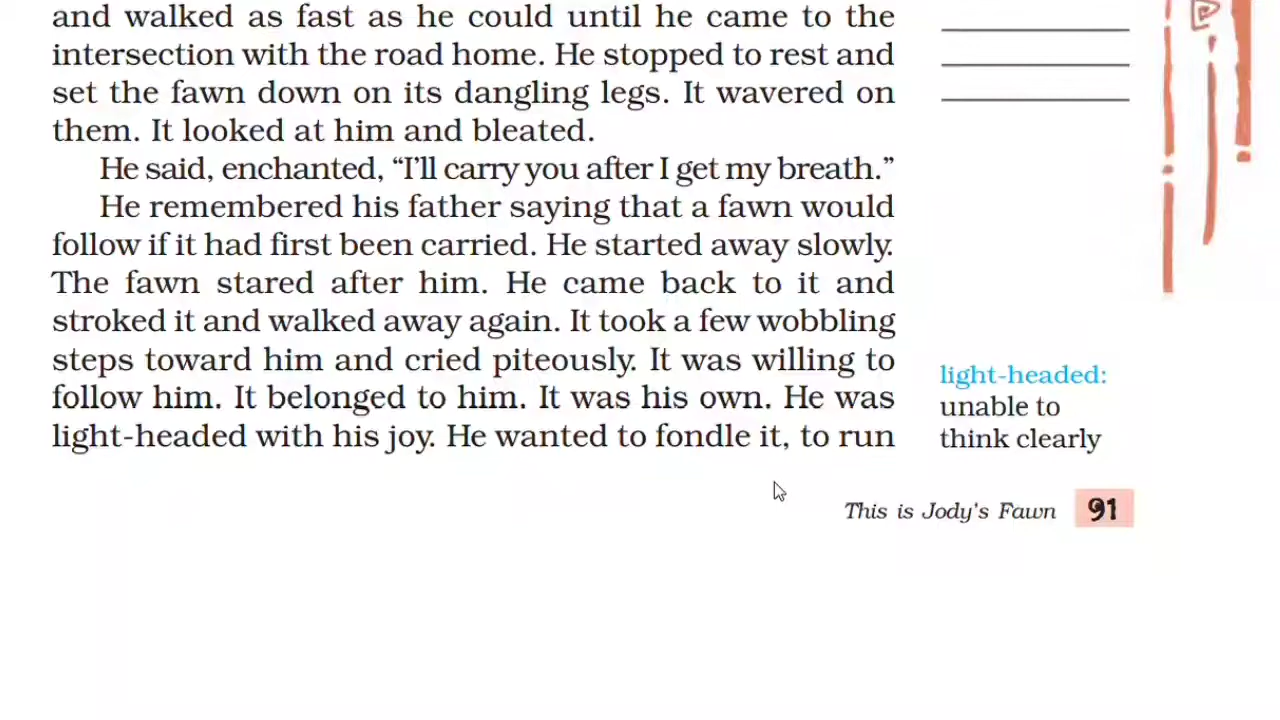 and walked as fast as he could until he came to the
intersection with the road home. He stopped to rest and
set the fawn down on its dangling legs. It wavered on
them. It looked at him and bleated.
He said, enchanted, “I’ll carry you after I get my breath.”
He remembered his father saying that a fawn would
follow if it had first been carried. He started away slowly.
The fawn stared after him. He came back to it and
stroked it and walked away again. It took a few wobbling
steps toward him and cried piteously. It was willing to
follow him. It belonged to him. It was his own. He was
light-headed with his joy. He wanted to fondle it, to run
light-headed:
unable to
think clearly
This is Jody’s Fawn 91